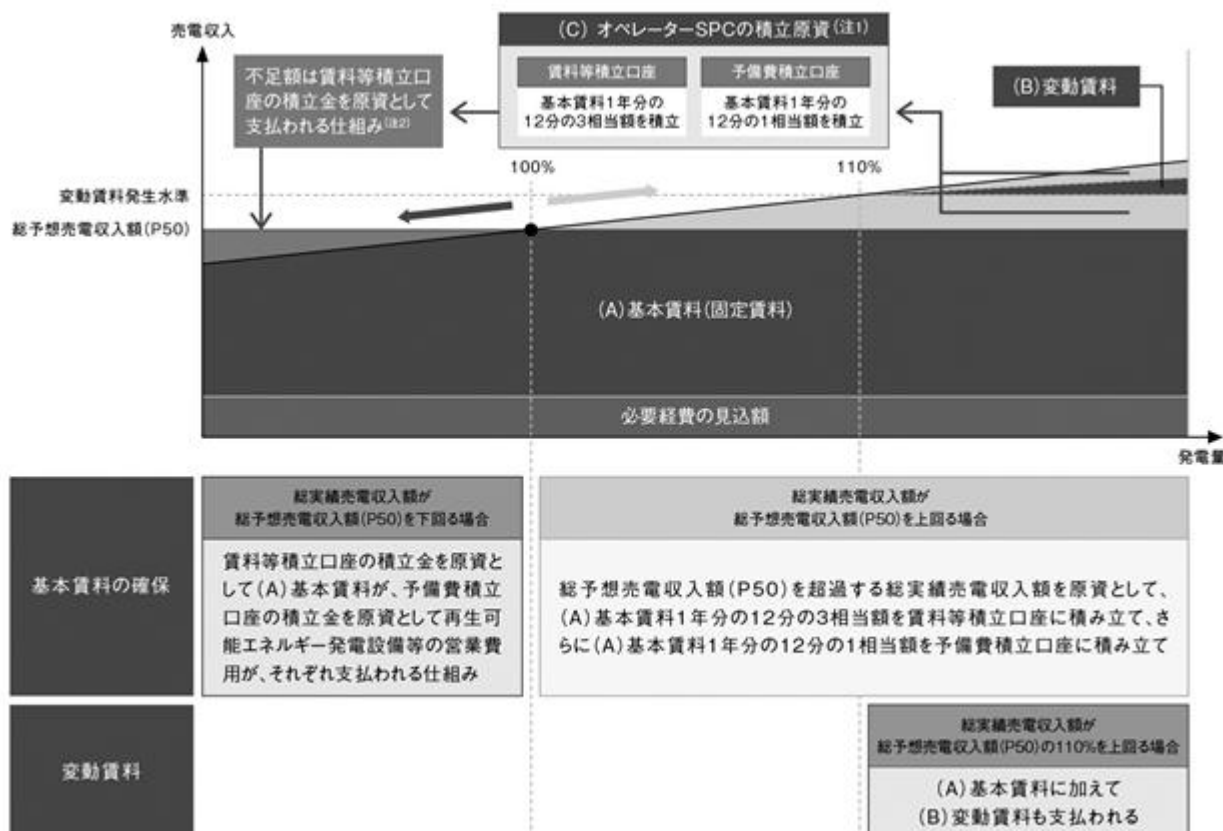 売電収入
(C) オペレーターSPCの積立原資(注1)
賃料等積立口座
基本賃料1年分の
12分の3相当額を積立
予備費積立口座
基本賃料1年分の
12分の1相当額を積立
不足額は賃料等積立口
座の積立金を原資として
支払われる仕組み(注2)
(B)変動賃料
100%
110%
変動賃料発生水準
総予想売電収入額(P50)
(A)基本賃料(固定賃料)
必要経費の見込額
発電量
基本賃料の確保
総実績売電収入額が
総予想売電収入額(P50)を下回る場合
賃料等積立口座の積立金を原資と
して(A)基本賃料が、予備費積立
口座の積立金を原資として再生可
能エネルギー発電設備等の営業費
用が、それぞれ支払われる仕組み
総実績売電収入額が
総予想売電収入額(P50)を上回る場合
総予想売電収入額(P50)を超過する総実績売電収入額を原資として、
(A)基本賃料1年分の12分の3相当額を賃料等積立口座に積み立て、さ
らに(A)基本賃料1年分の12分の1相当額を予備費積立口座に積み立て
変動賃料
総実績売電収入額が
総予想売電収入額(P50)の110%を上回る場合
(A)基本賃料に加えて
(B)変動賃料も支払われる